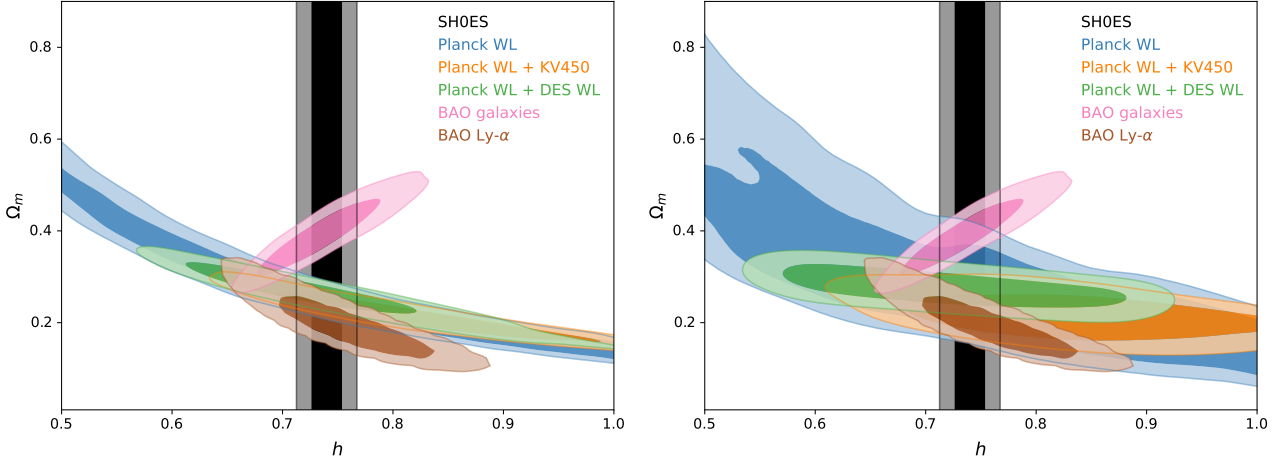 0.8
0.6
0.4
0.2
Ωm
0.5 0.6 0.7 0.8 0.9 1.0
h
SH0ES
Planck WL
Planck WL + KV450
Planck WL + DES WL
BAO galaxies
BAO Ly-α
0.8
0.6
0.4
0.2
Ωm
0.5 0.6 0.7 0.8 0.9 1.0
h
SH0ES
Planck WL
Planck WL + KV450
Planck WL + DES WL
BAO galaxies
BAO Ly-α